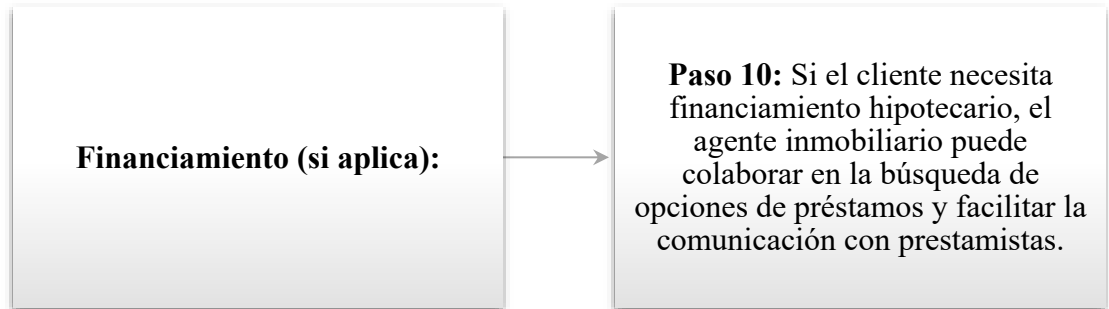 Financiamiento (si aplica):
Paso 10: Si el cliente necesita
financiamiento hipotecario, el
agente inmobiliario puede
colaborar en la búsqueda de
opciones de préstamos y facilitar la
comunicación con prestamistas.